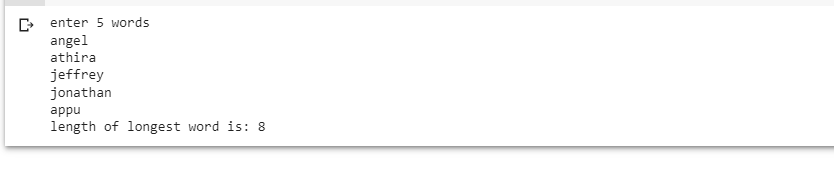 enter 5 words
angel
athira
jeffrey
jonathan
appu
length of longest word is: 8